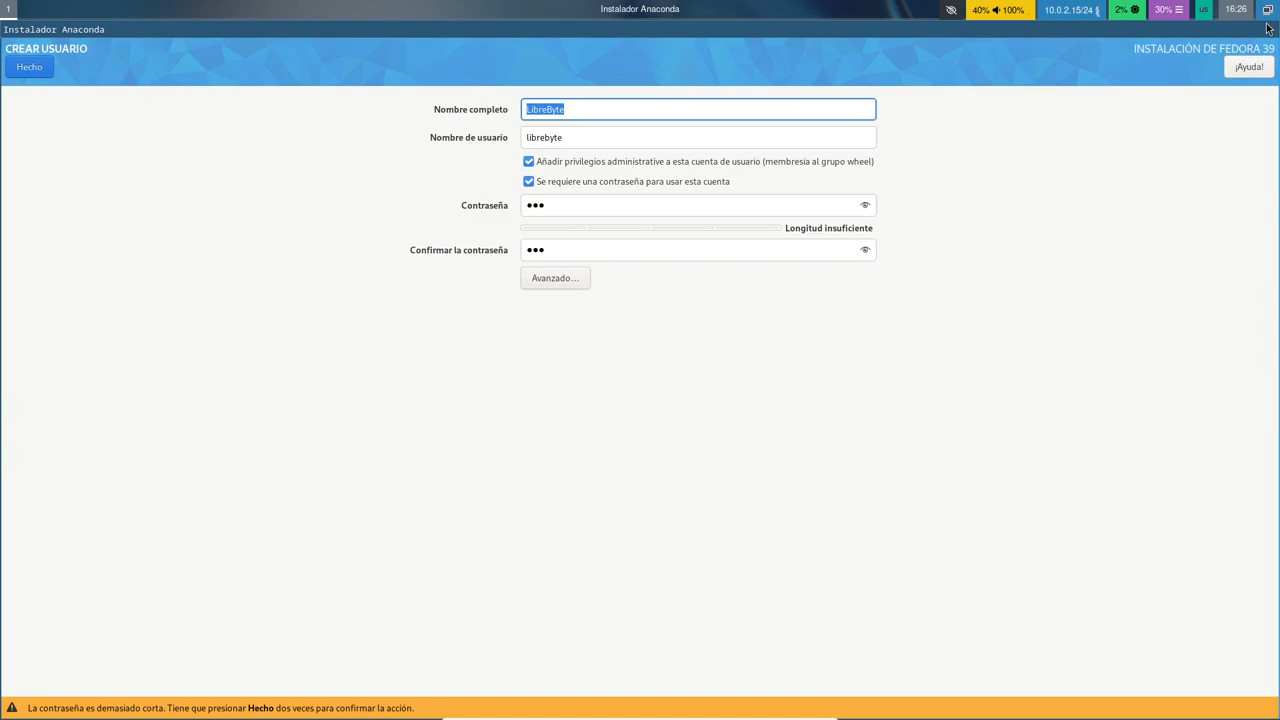 1
Instalador Anaconda
40% 100%
10.0.2.15/24
2%
30%
us
16:26
Instalador Anaconda
CREAR USUARIO
INSTALACIÓN DE FEDORA 39
Hecho
¡Ayuda!
Nombre completo LibreByte
Nombre de usuario librebyte
Añadir privilegios administrative a esta cuenta de usuario (membresía al grupo wheel)
Se requiere una contraseña para usar esta cuenta
Contraseña •••
Longitud insuficiente
Confirmar la contraseña •••
Avanzado...
La contraseña es demasiado corta. Tiene que presionar Hecho dos veces para confirmar la acción.